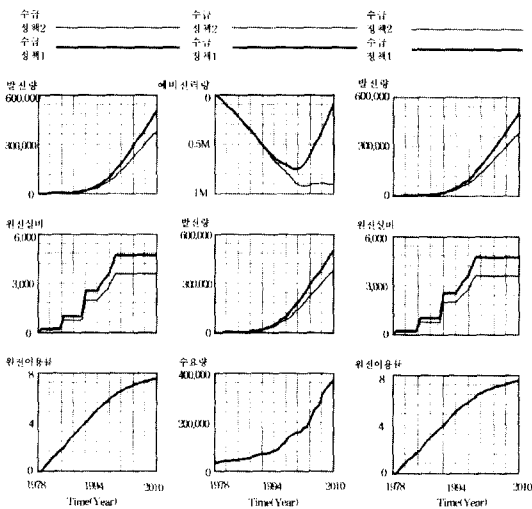 수급
정책2
수급
정책1
수급
정책2
수급
정책1
수급
정책2
수급
정책1
발전량
600,000
300,000
0
예비전력량
0
0.5M
1M
발전량
600,000
300,000
0
원전설비
6,000
3,000
0
발전량
600,000
300,000
0
원전설비
6,000
3,000
0
원전이용률
8
4
0
1978
1994
2010
Time(Year)
수요량
400,000
200,000
0
1978
1994
2010
Time(Year)
원전이용률
8
4
0
1978
1994
2010
Time(Year)